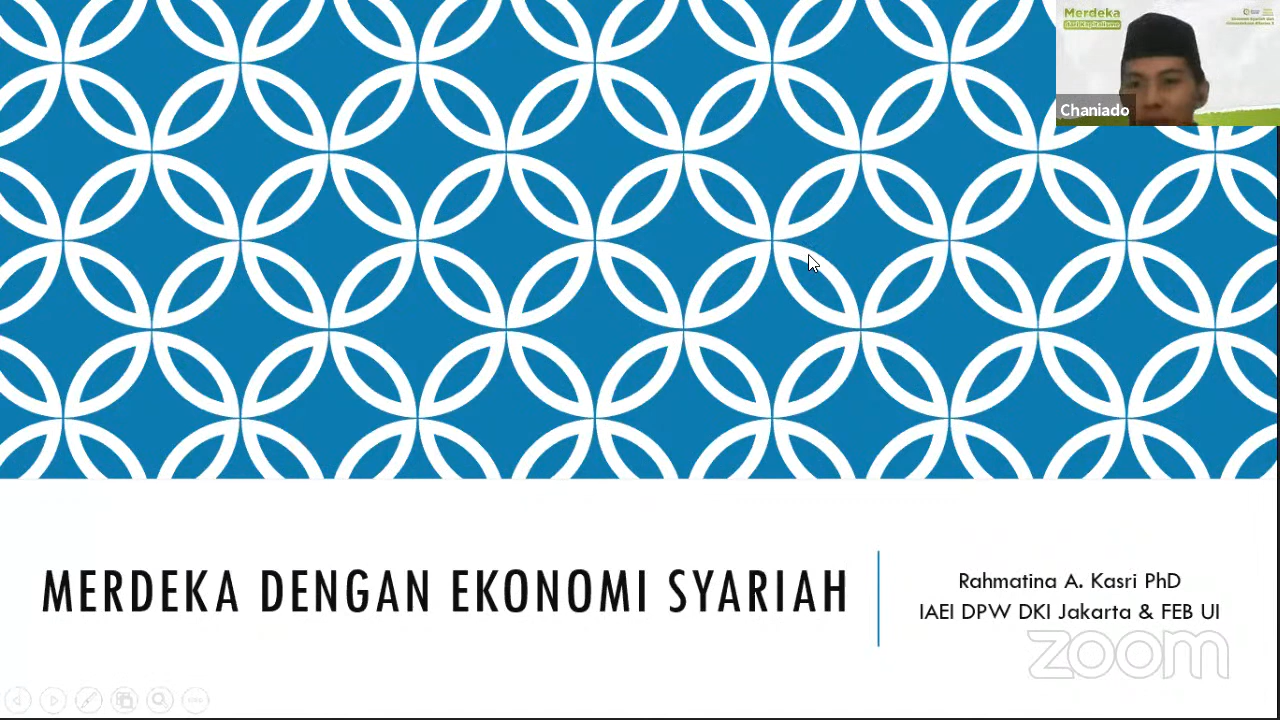 Merdeka
Chaniado
MERDEKA DENGAN EKONOMI SYARIAH
Rahmatina A. Kasri PhD
IAEI DPW DKI Jakarta & FEB UI
zoom